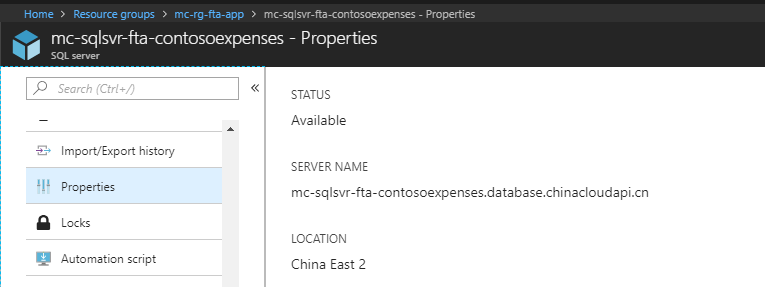 Home > Resource groups > mc-rg-fta-app > mc-sqlsvr-fta-contosoexpenses - Properties
mc-sqlsvr-fta-contosoexpenses - Properties
SQL server
Search (Ctrl+/)
«
Import/Export history
Properties
Locks
Automation script
STATUS
Available
SERVER NAME
mc-sqlsvr-fta-contosoexpenses.database.chinacloudapi.cn
LOCATION
China East 2